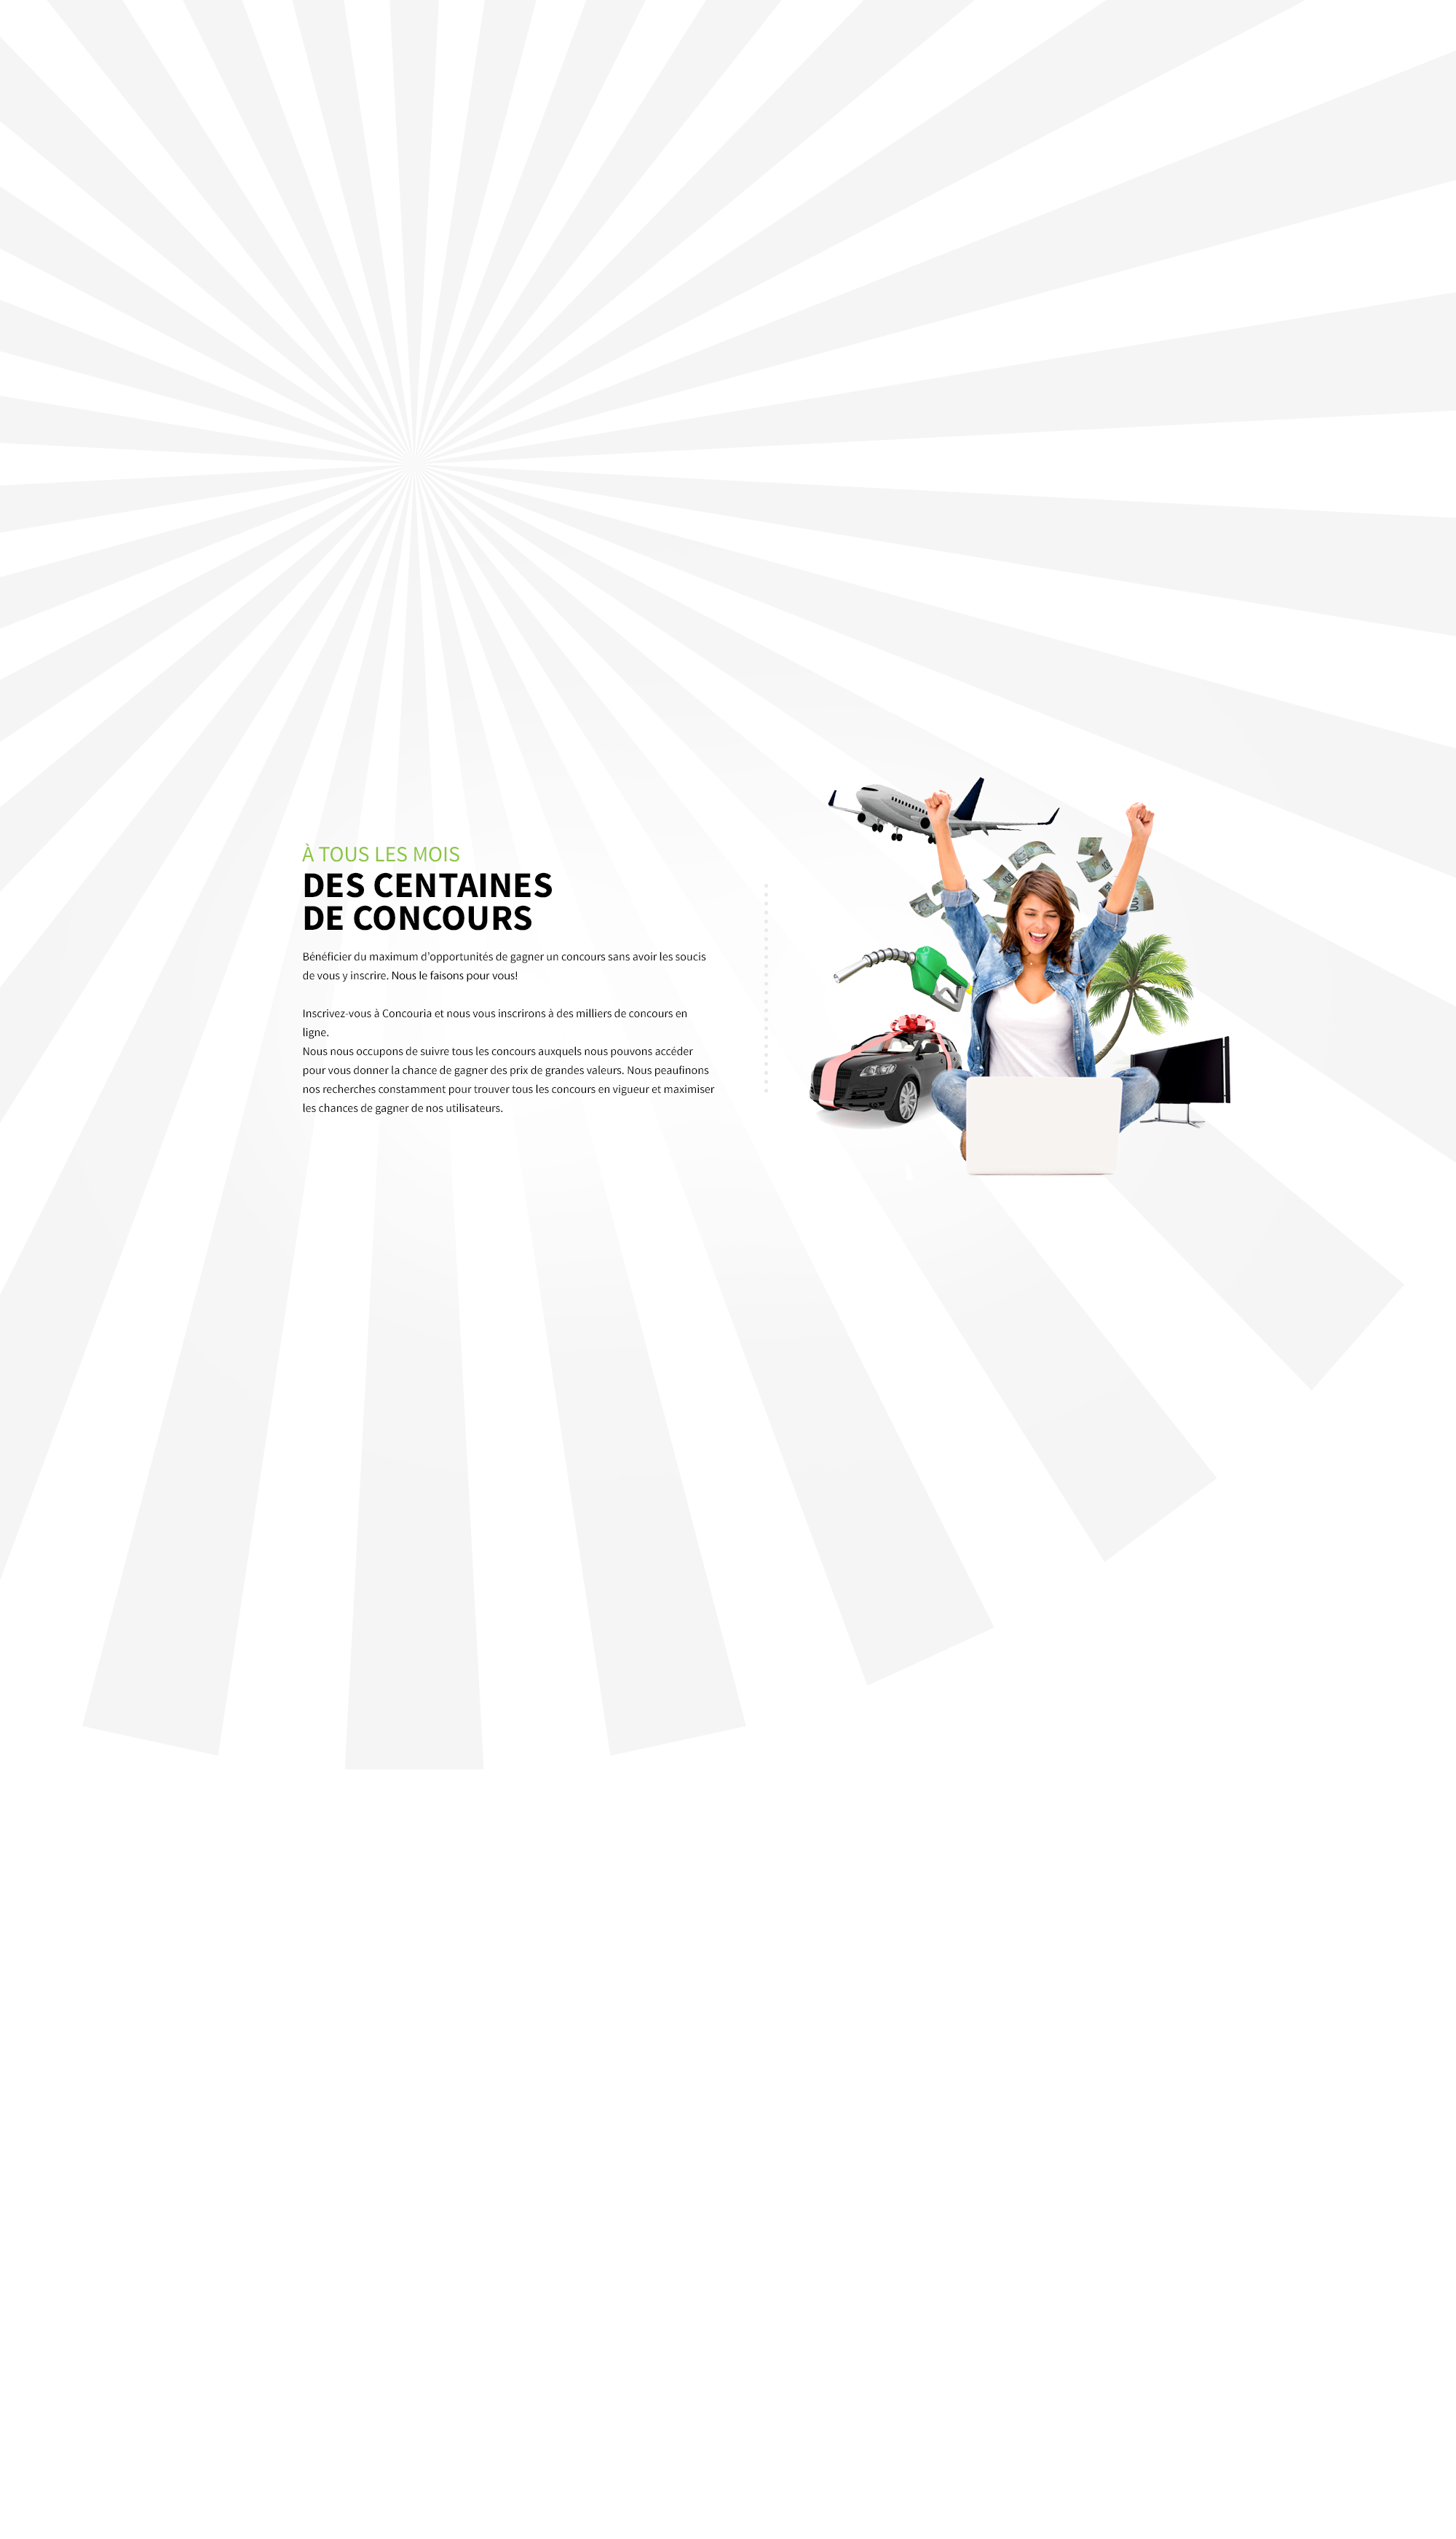 À TOUS LES MOIS
DES CENTAINES
DE CONCOURS
Bénéficier du maximum d'opportunités de gagner un concours sans avoir les soucis
de vous y inscrire. Nous le faisons pour vous!
Inscrivez-vous à Concouria et nous vous inscrirons à des milliers de concours en
ligne.
Nous nous occupons de suivre tous les concours auxquels nous pouvons accéder
pour vous donner la chance de gagner des prix de grandes valeurs. Nous peaufinons
nos recherches constamment pour trouver tous les concours en vigueur et maximiser
les chances de gagner de nos utilisateurs.